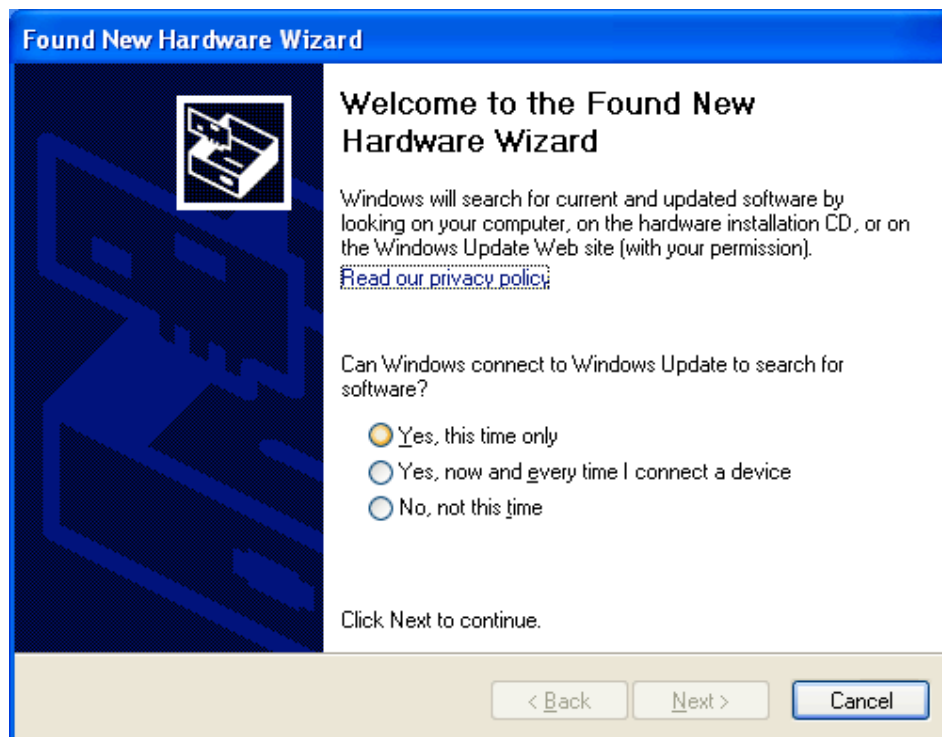 Found New Hardware Wizard
Welcome to the Found New
Hardware Wizard
Windows will search for current and updated software by
looking on your computer, on the hardware installation CD, or on
the Windows Update Web site (with your permission).
Read our privacy policy
Can Windows connect to Windows Update to search for
software?
Yes, this time only
Yes, now and every time I connect a device
No, not this time
Click Next to continue.
< Back Next > Cancel